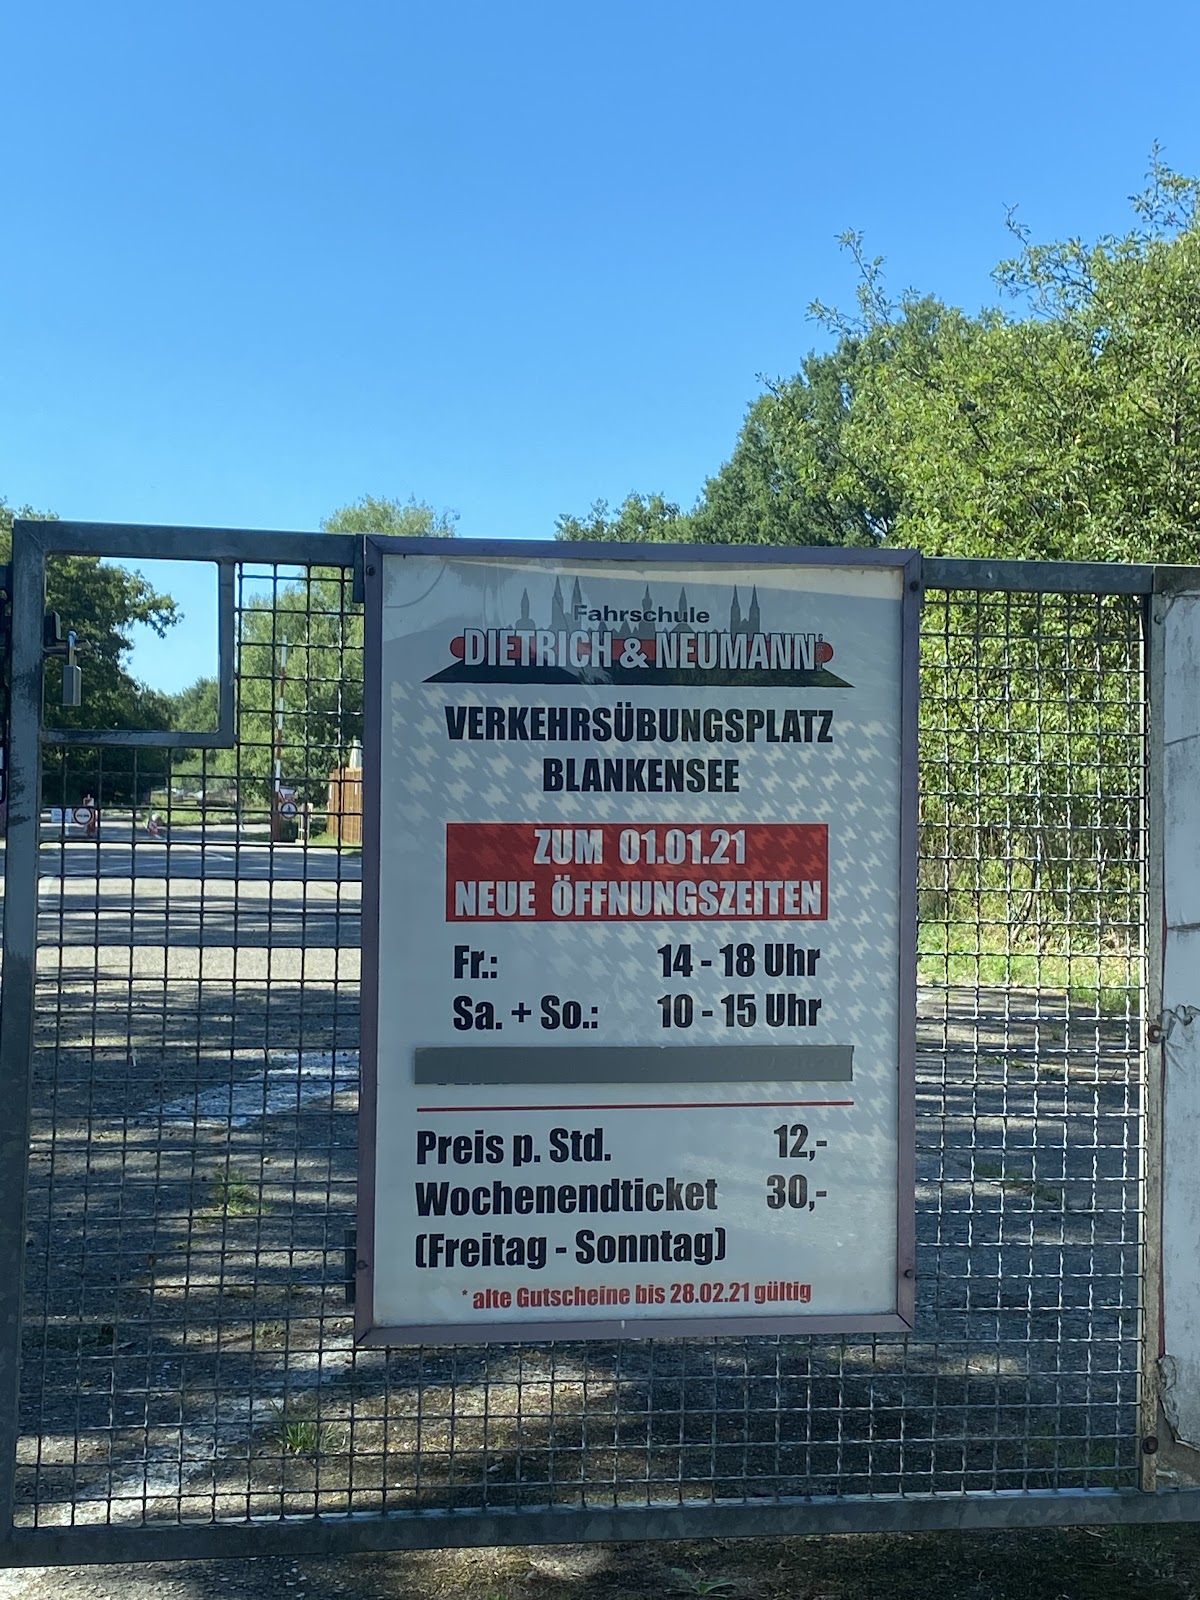 Fahrschule
DIETRICH & NEUMANN
VERKEHRSÜBUNGSPLATZ
BLANKENSEE
ZUM 01.01.21
NEUE ÖFFNUNGSZEITEN
Fr.: 14 - 18 Uhr
Sa. + So.: 10 - 15 Uhr
Preis p. Std. 12,-
Wochenendticket 30,-
(Freitag - Sonntag)
* alte Gutscheine bis 28.02.21 gültig